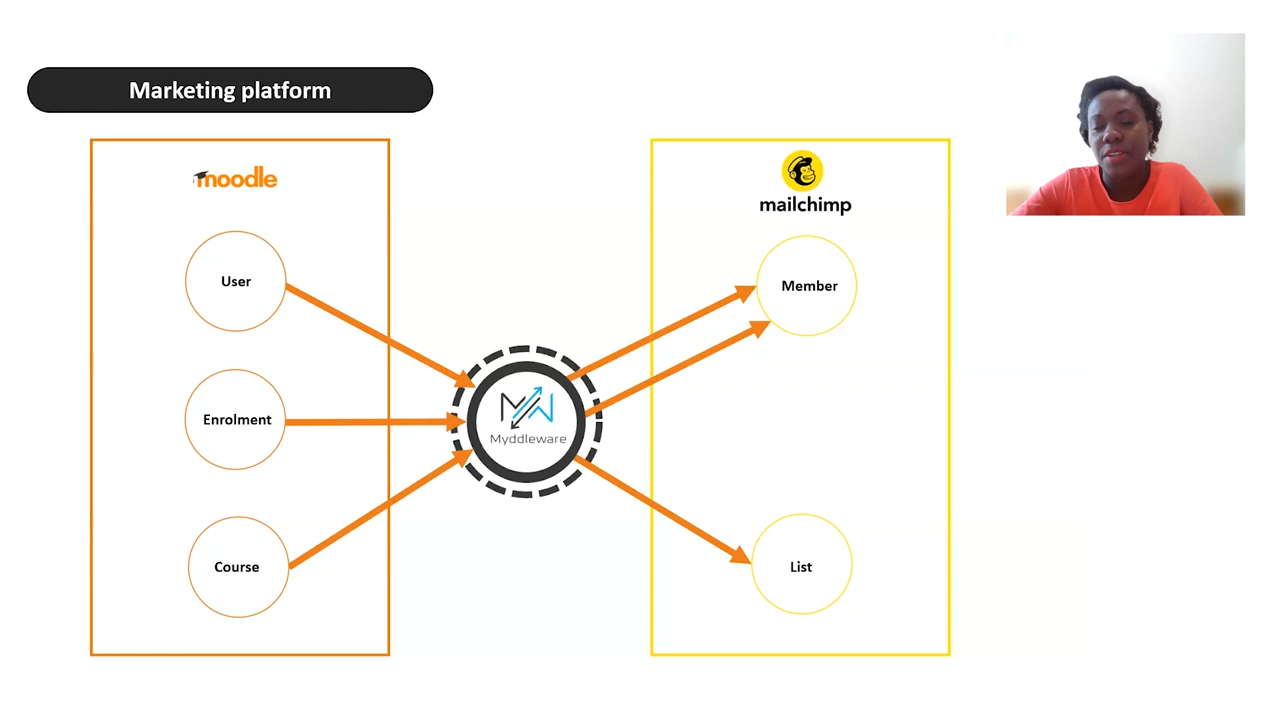 Marketing platform
moodle
mailchimp
User
Member
Enrolment
Myddleware
Course
List